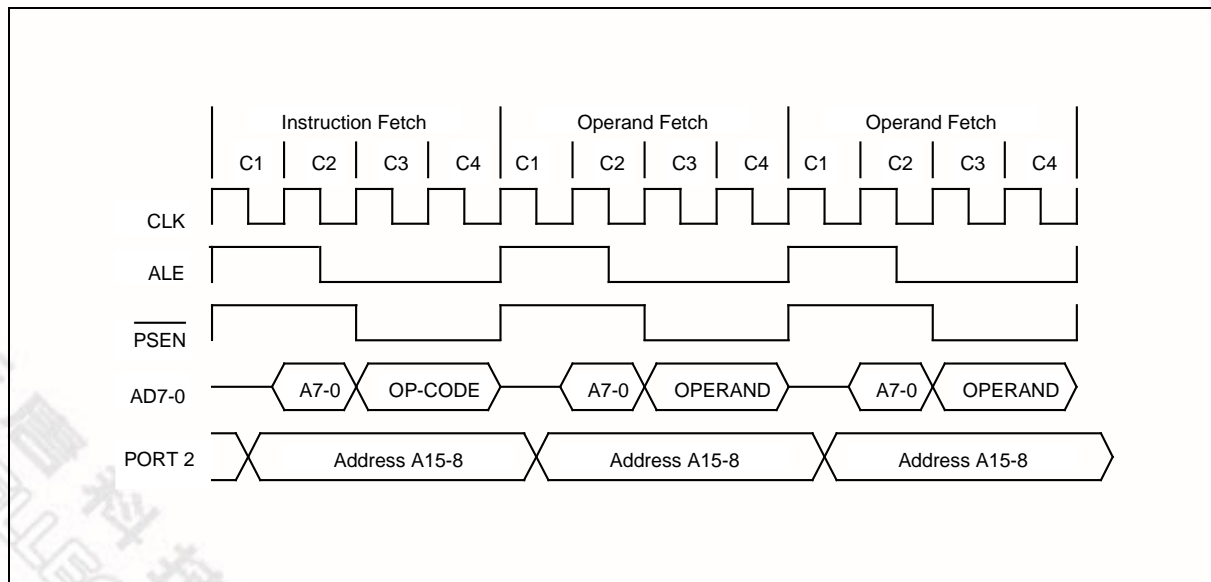 Instruction Fetch Operand Fetch Operand Fetch
C1 C2 C3 C4 C1 C2 C3 C4 C1 C2 C3 C4
CLK
ALE
PSEN
AD7-0 A7-0 OP-CODE A7-0 OPERAND A7-0 OPERAND
PORT 2 Address A15-8 Address A15-8 Address A15-8